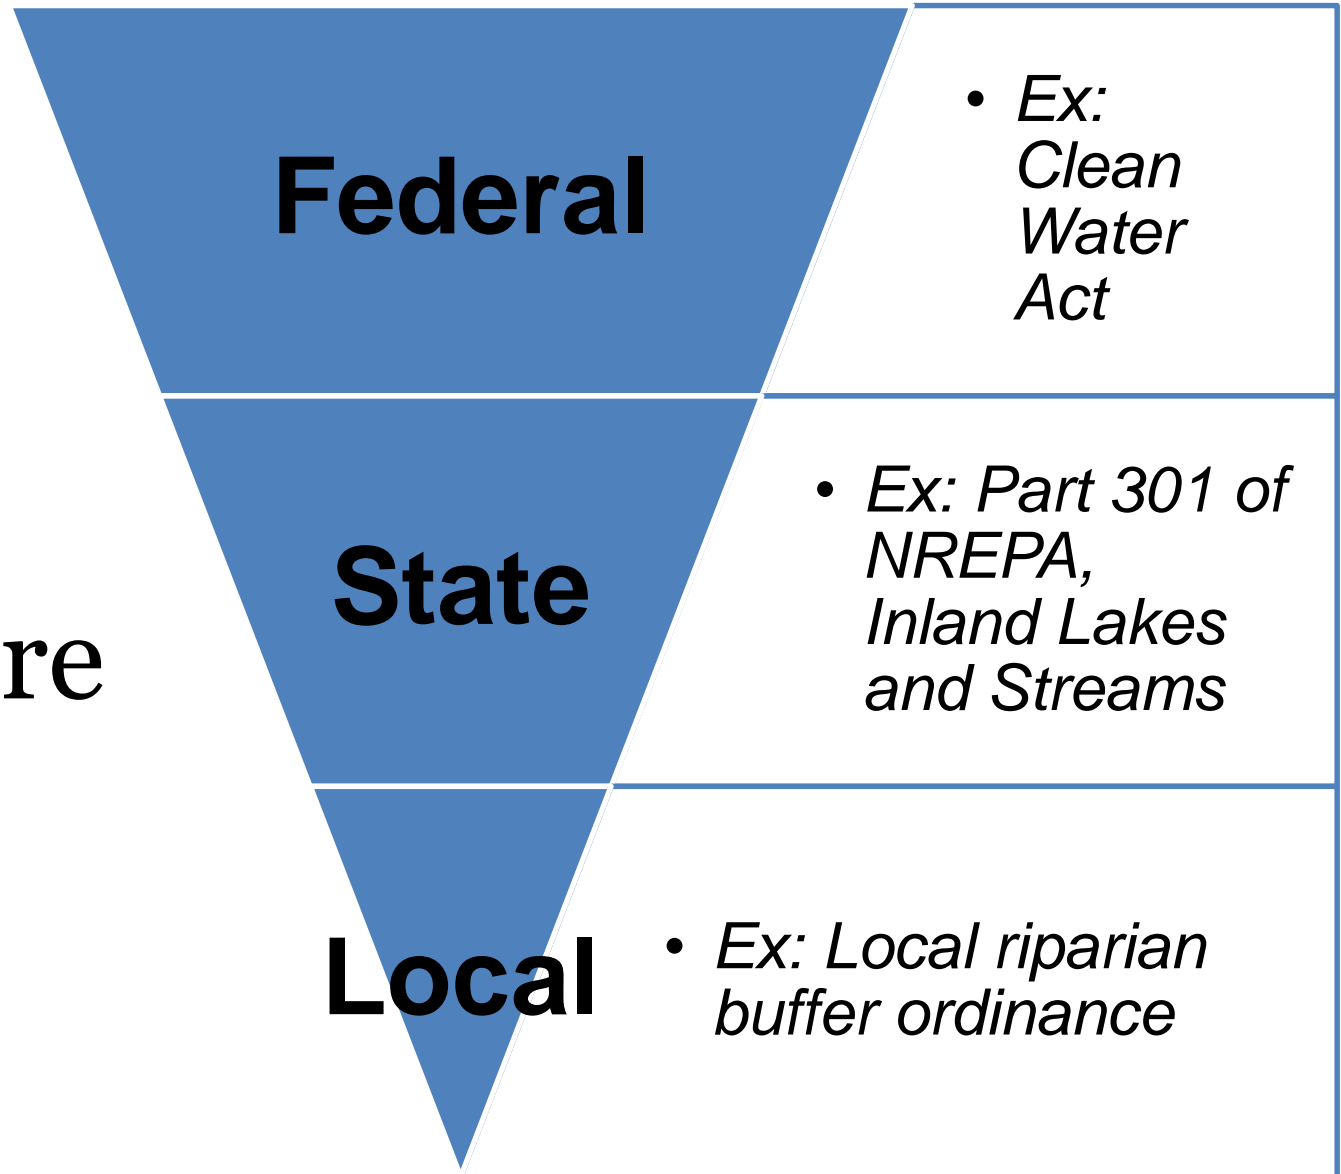 Federal
• Ex:
Clean
Water
Act
State
• Ex: Part 301 of
NREPA,
Inland Lakes
and Streams
re
Local
• Ex: Local riparian
buffer ordinance